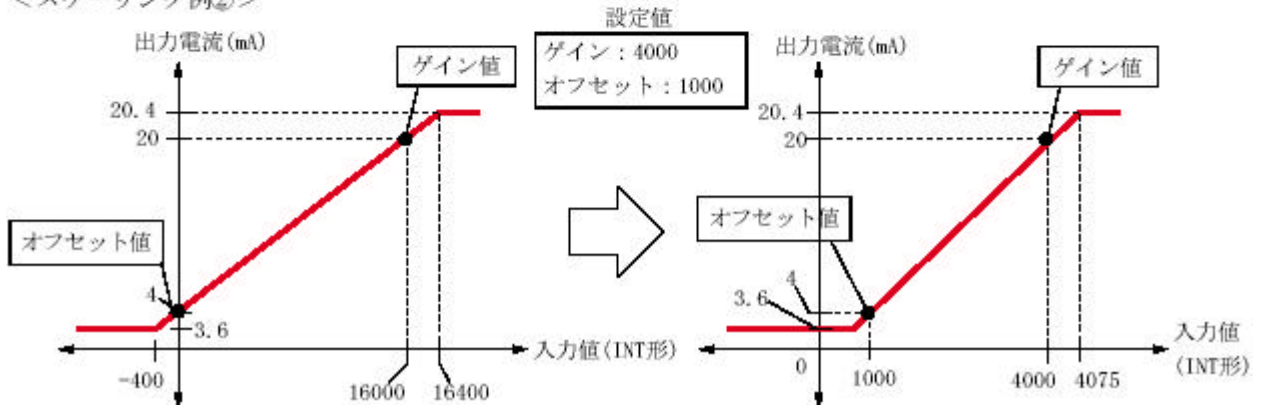 設定値
ゲイン：4000
オフセット：1000
出力電流(mA)
ゲイン値
20.4
20
オフセット値
4
3.6
-400
16000
16400
入力値(INT形)
出力電流(mA)
ゲイン値
20.4
20
オフセット値
4
3.6
0
1000
4000
4075
入力値
(INT形)